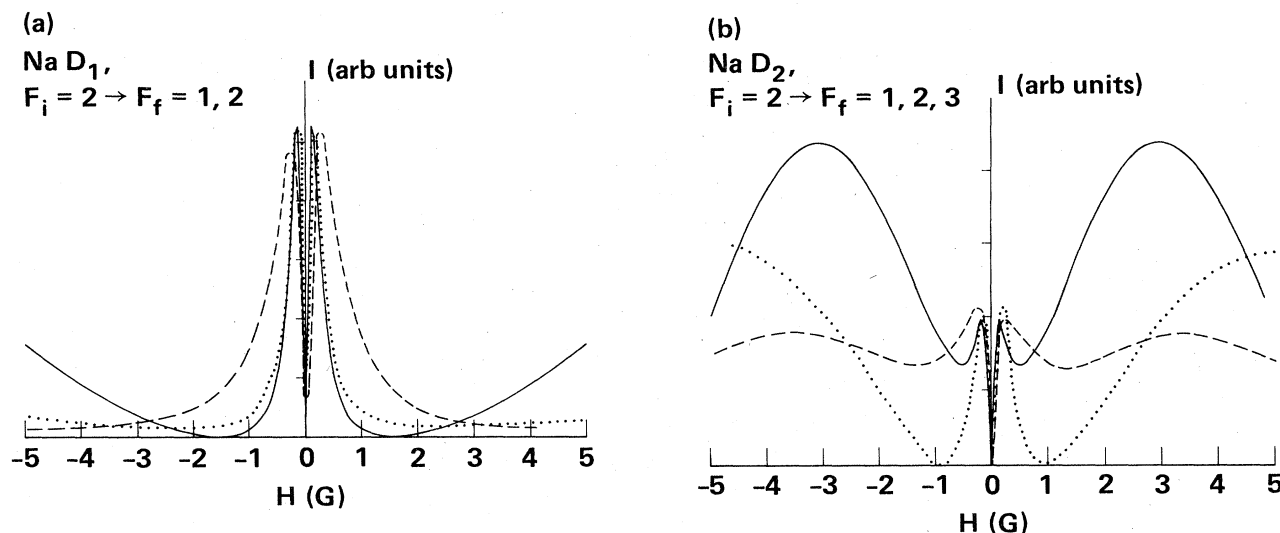 (a)
Na D1,
Fi = 2 → Ff = 1, 2
I (arb units)
-5 -4 -3 -2 -1 0 1 2 3 4 5
H (G)
(b)
Na D2,
Fi = 2 → Ff = 1, 2, 3
I (arb units)
-5 -4 -3 -2 -1 0 1 2 3 4 5
H (G)